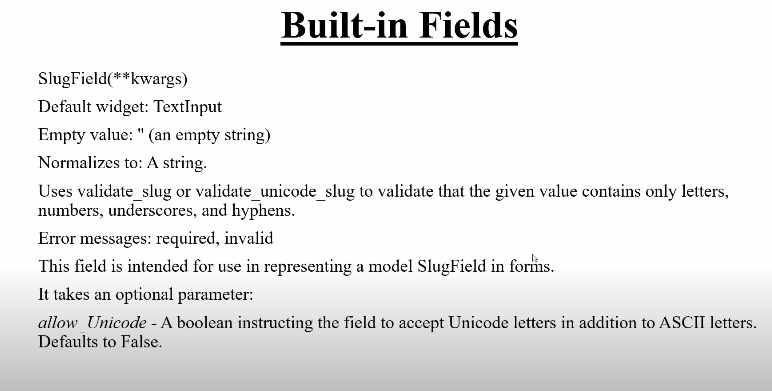 Built-in Fields
SlugField(**kwargs)
Default widget: TextInput
Empty value: '' (an empty string)
Normalizes to: A string.
Uses validate_slug or validate_unicode_slug to validate that the given value contains only letters,
numbers, underscores, and hyphens.
Error messages: required, invalid
This field is intended for use in representing a model SlugField in forms.
It takes an optional parameter:
allow_Unicode - A boolean instructing the field to accept Unicode letters in addition to ASCII letters.
Defaults to False.